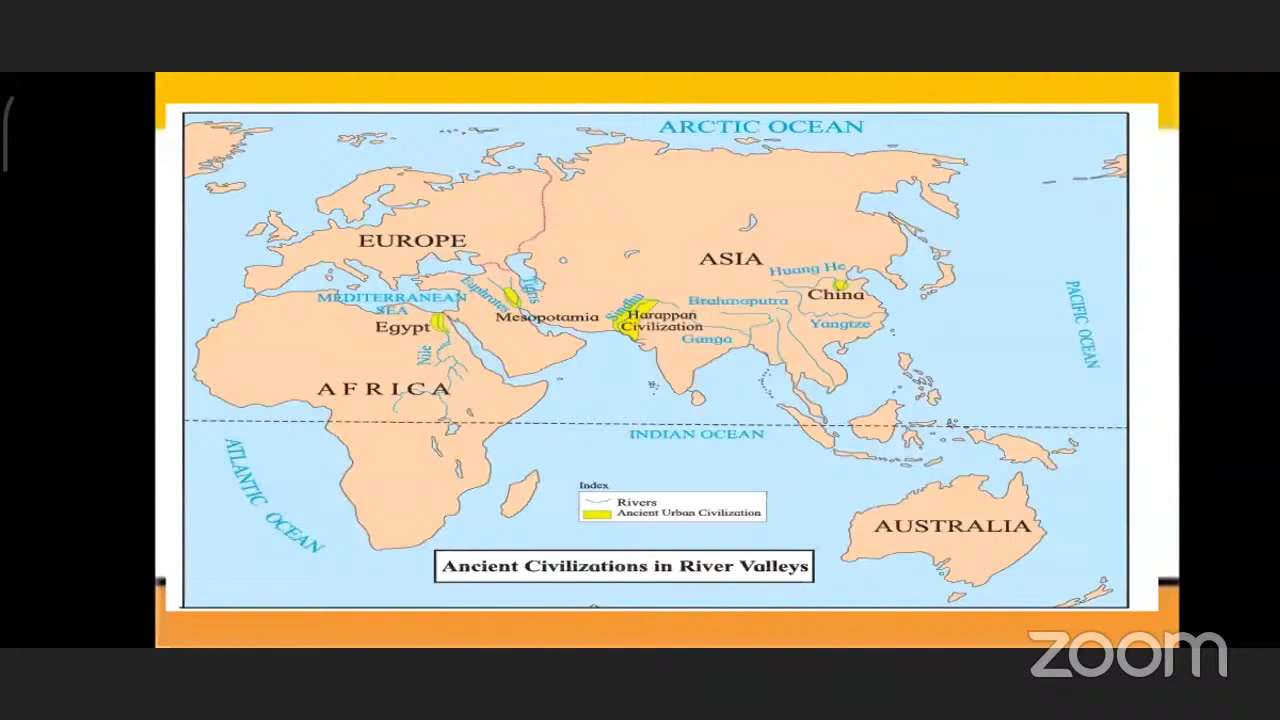 ARCTIC OCEAN
EUROPE
ASIA
Huang He
China
Tigris
Euphrates
MEDITERRANEAN
SEA
Sindhu
Brahmaputra
Mesopotamia
Harappan
Civilization
Egypt
Yangtze
Ganga
Nile
PACIFIC OCEAN
AFRICA
INDIAN OCEAN
ATLANTIC OCEAN
Index
Rivers
Ancient Urban Civilization
AUSTRALIA
Ancient Civilizations in River Valleys
zoom